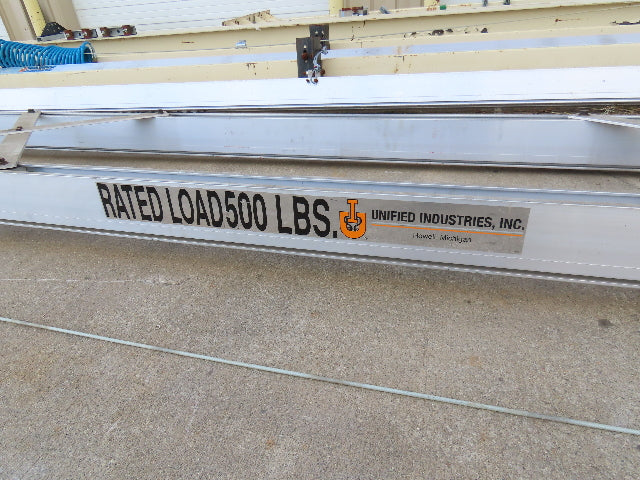 RATED LOAD 500 LBS.
UNIFIED INDUSTRIES, INC.
Howell, Michigan